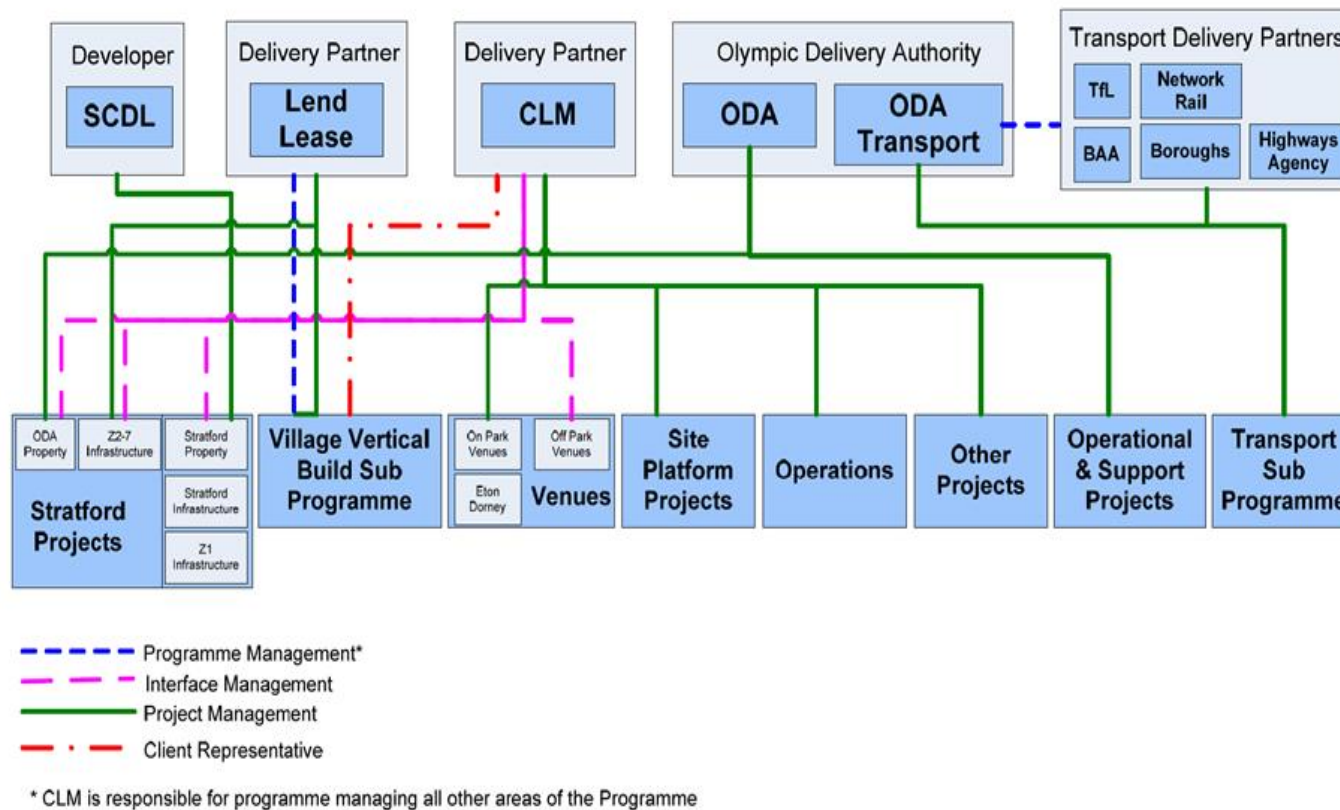 Developer
SCDL
Delivery Partner
Lend
Lease
Delivery Partner
CLM
Olympic Delivery Authority
ODA
ODA
Transport
Transport Delivery Partners
TfL
Network
Rail
BAA
Boroughs
Highways
Agency
ODA
Property
Z2-7
Infrastructure
Stratford
Property
Stratford
Infrastructure
Z1
Infrastructure
Stratford
Projects
Village Vertical
Build Sub
Programme
On Park
Venues
Off Park
Venues
Eton
Dorney
Venues
Site
Platform
Projects
Operations
Other
Projects
Operational
& Support
Projects
Transport
Sub
Programme
Programme Management*
Interface Management
Project Management
Client Representative
* CLM is responsible for programme managing all other areas of the Programme